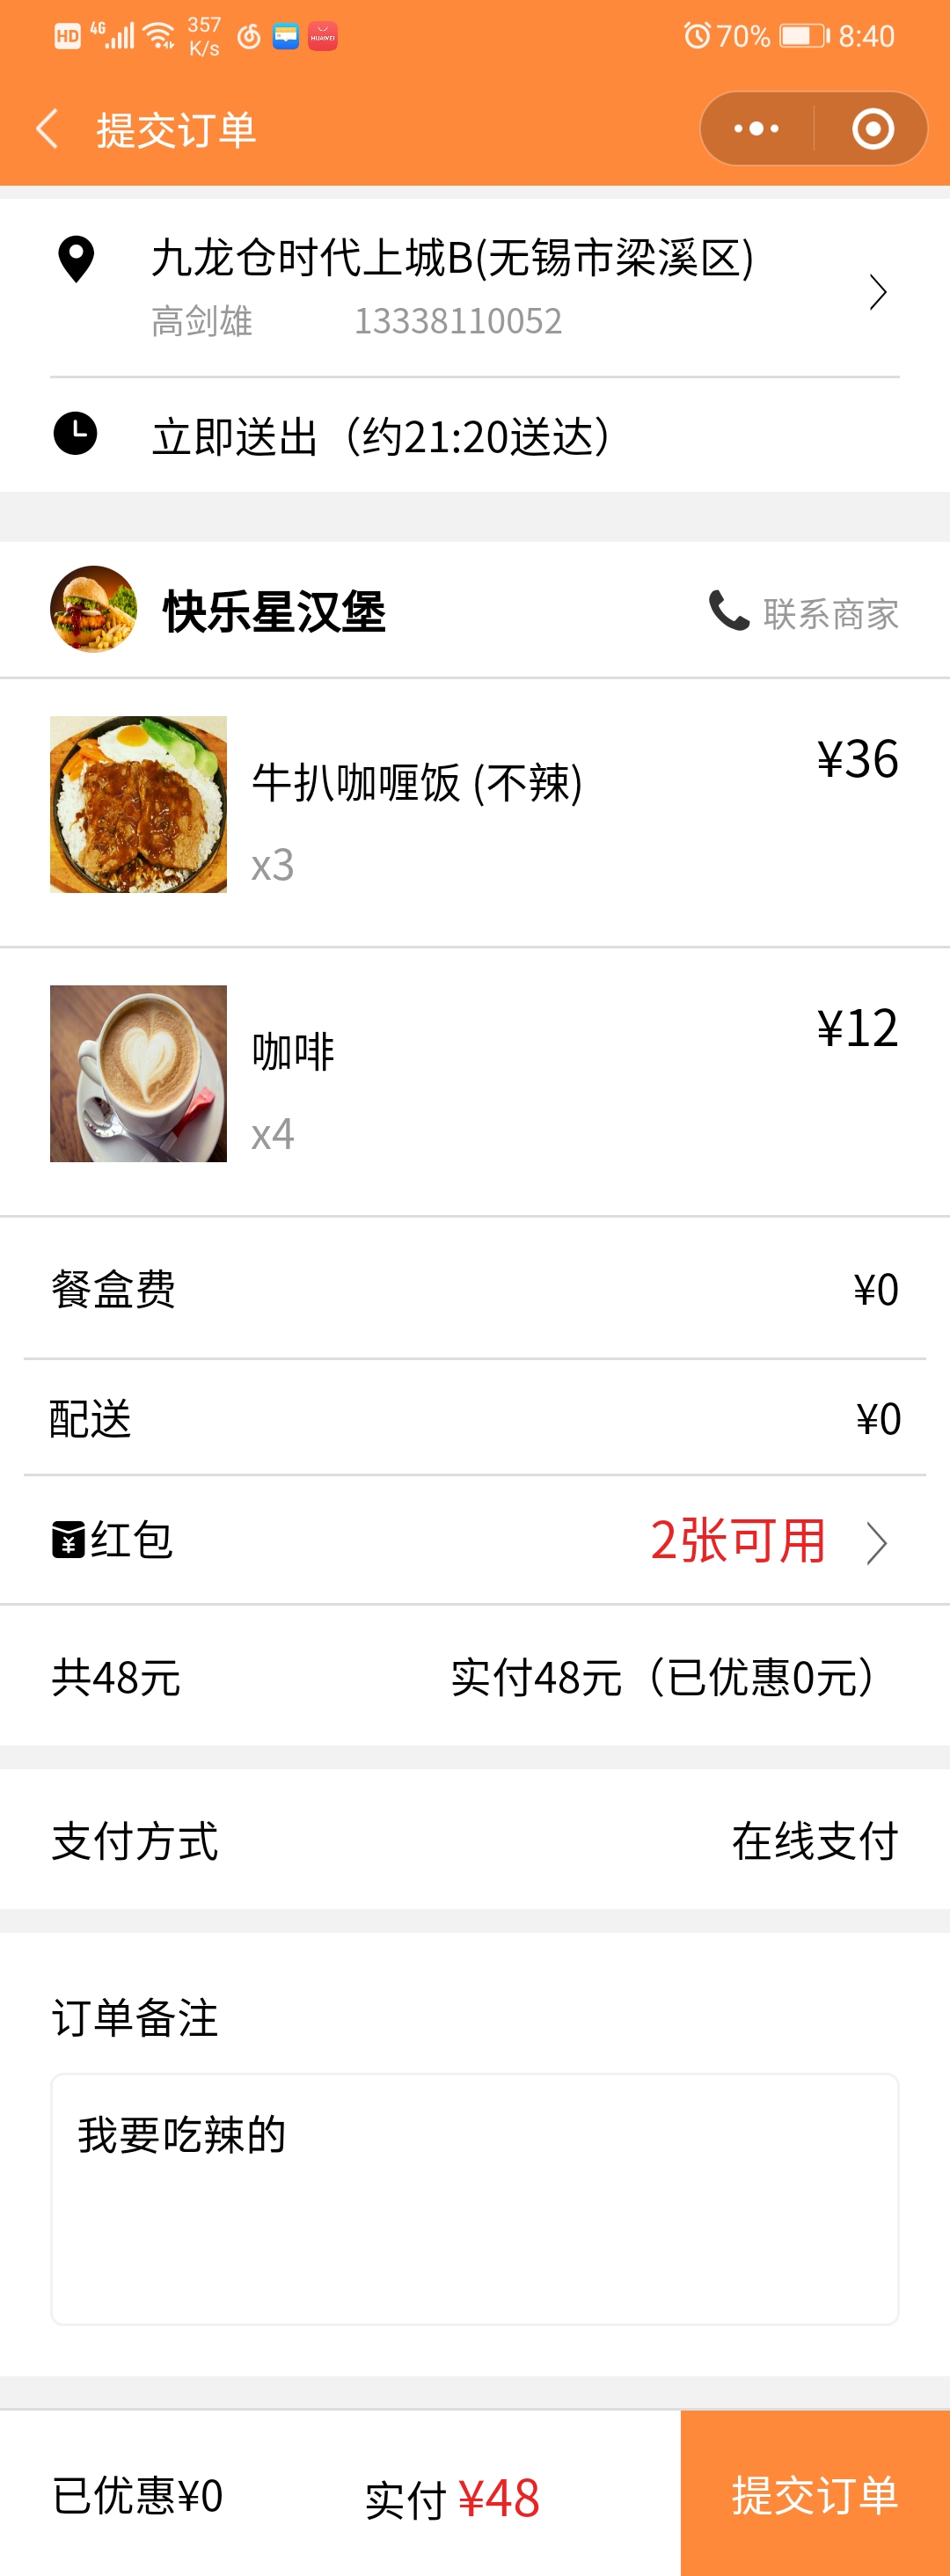 HD 4G 357 K/s HUAWEI 70% 8:40
提交订单
九龙仓时代上城B(无锡市梁溪区)
高剑雄 13338110052
立即送出（约21:20送达）
快乐星汉堡 联系商家
牛扒咖喱饭 (不辣) ¥36
x3
咖啡 ¥12
x4
餐盒费 ¥0
配送 ¥0
¥ 红包 2张可用
共48元 实付48元（已优惠0元）
支付方式 在线支付
订单备注
我要吃辣的
已优惠¥0 实付 ¥48 提交订单